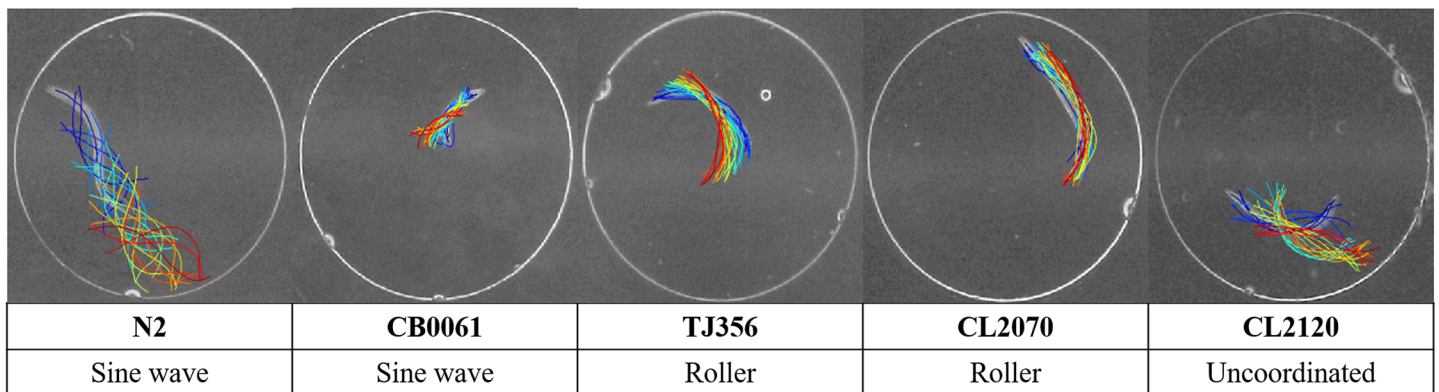 N2 CB0061 TJ356 CL2070 CL2120
Sine wave Sine wave Roller Roller Uncoordinated